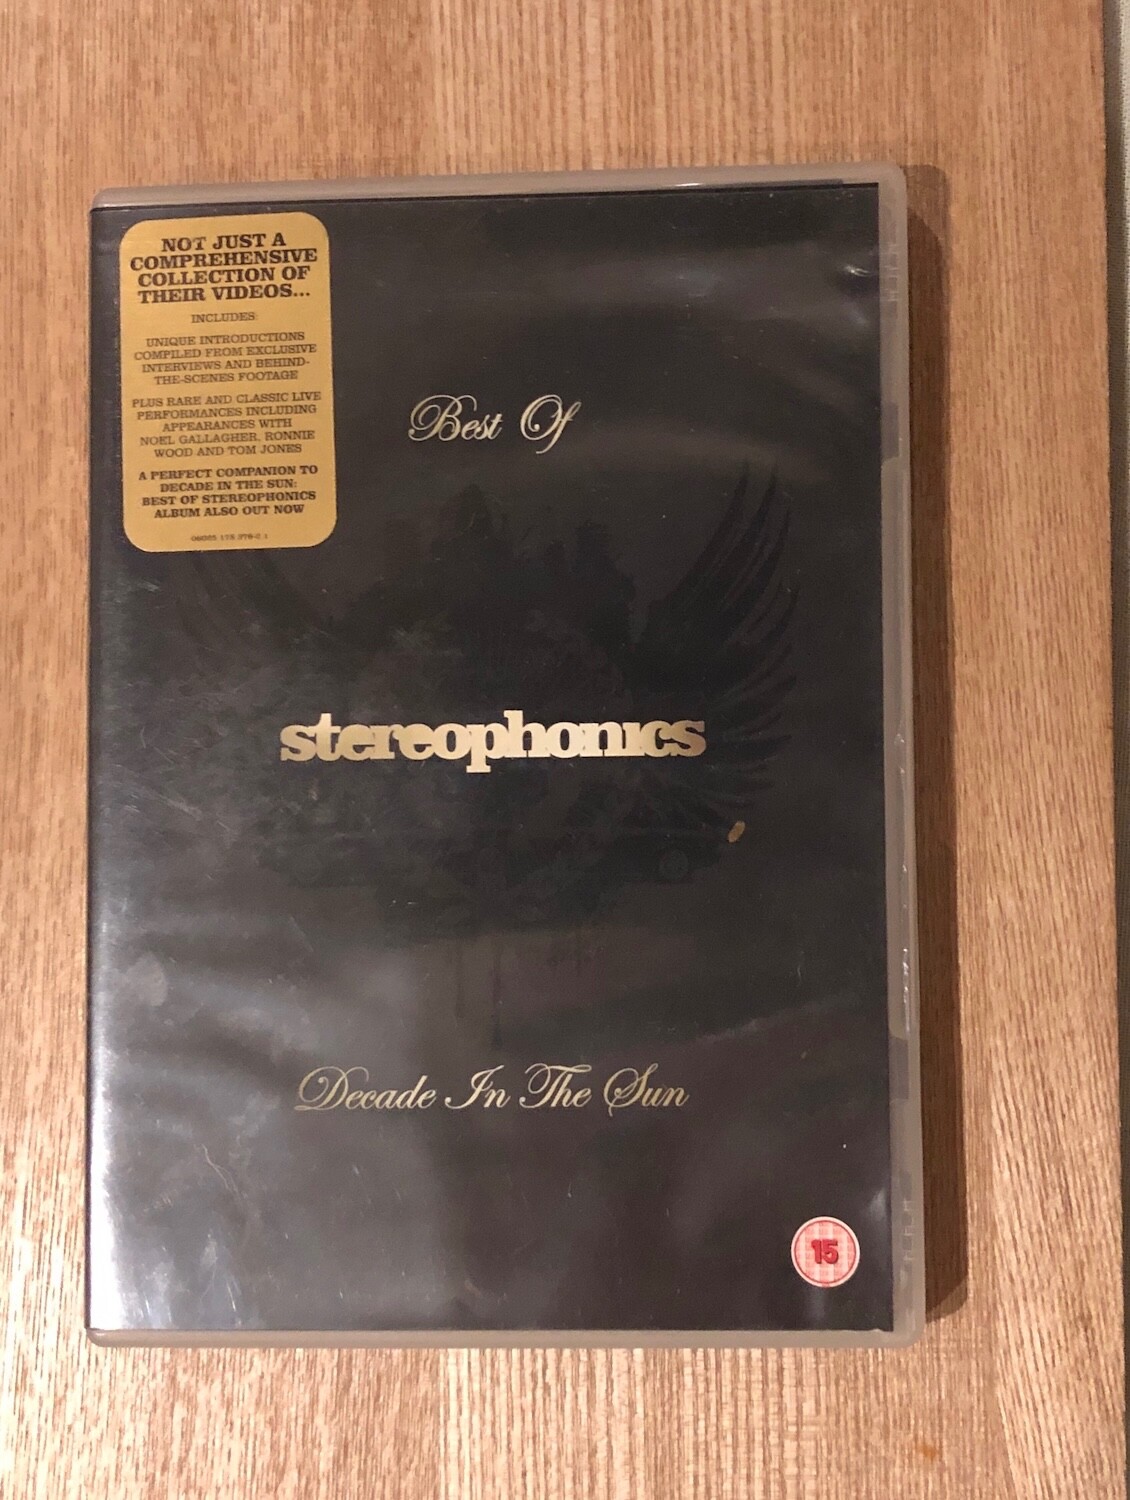 NOT JUST A
COMPREHENSIVE
COLLECTION OF
THEIR VIDEOS...
INCLUDES:
UNIQUE INTRODUCTIONS
COMPILED FROM EXCLUSIVE
INTERVIEWS AND BEHIND-
THE-SCENES FOOTAGE
PLUS RARE AND CLASSIC LIVE
PERFORMANCES INCLUDING
APPEARANCES WITH
NOEL GALLAGHER, RONNIE
WOOD AND TOM JONES
A PERFECT COMPANION TO
DECADE IN THE SUN:
BEST OF STEREOPHONICS
ALBUM ALSO OUT NOW
Best Of
stereophonics
Decade In The Sun
15